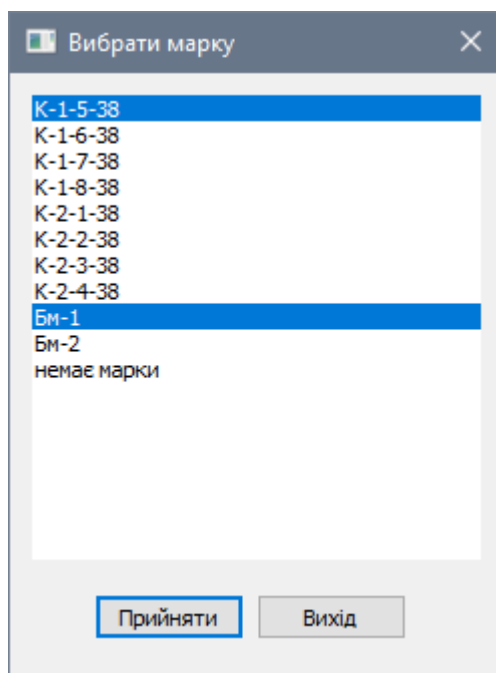 Вибрати марку
К-1-5-38
К-1-6-38
К-1-7-38
К-1-8-38
К-2-1-38
К-2-2-38
К-2-3-38
К-2-4-38
Бм-1
Бм-2
немає марки
Прийняти Вихід